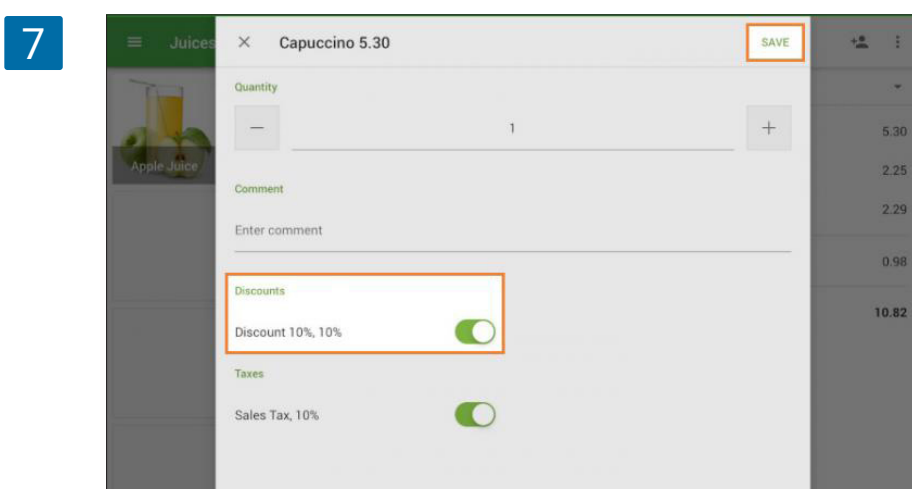 7
Juices
Capuccino 5.30
SAVE
Quantity
1
5.30
Apple Juice
2.25
Comment
2.29
Enter comment
0.98
Discounts
10.82
Discount 10%, 10%
Taxes
Sales Tax, 10%